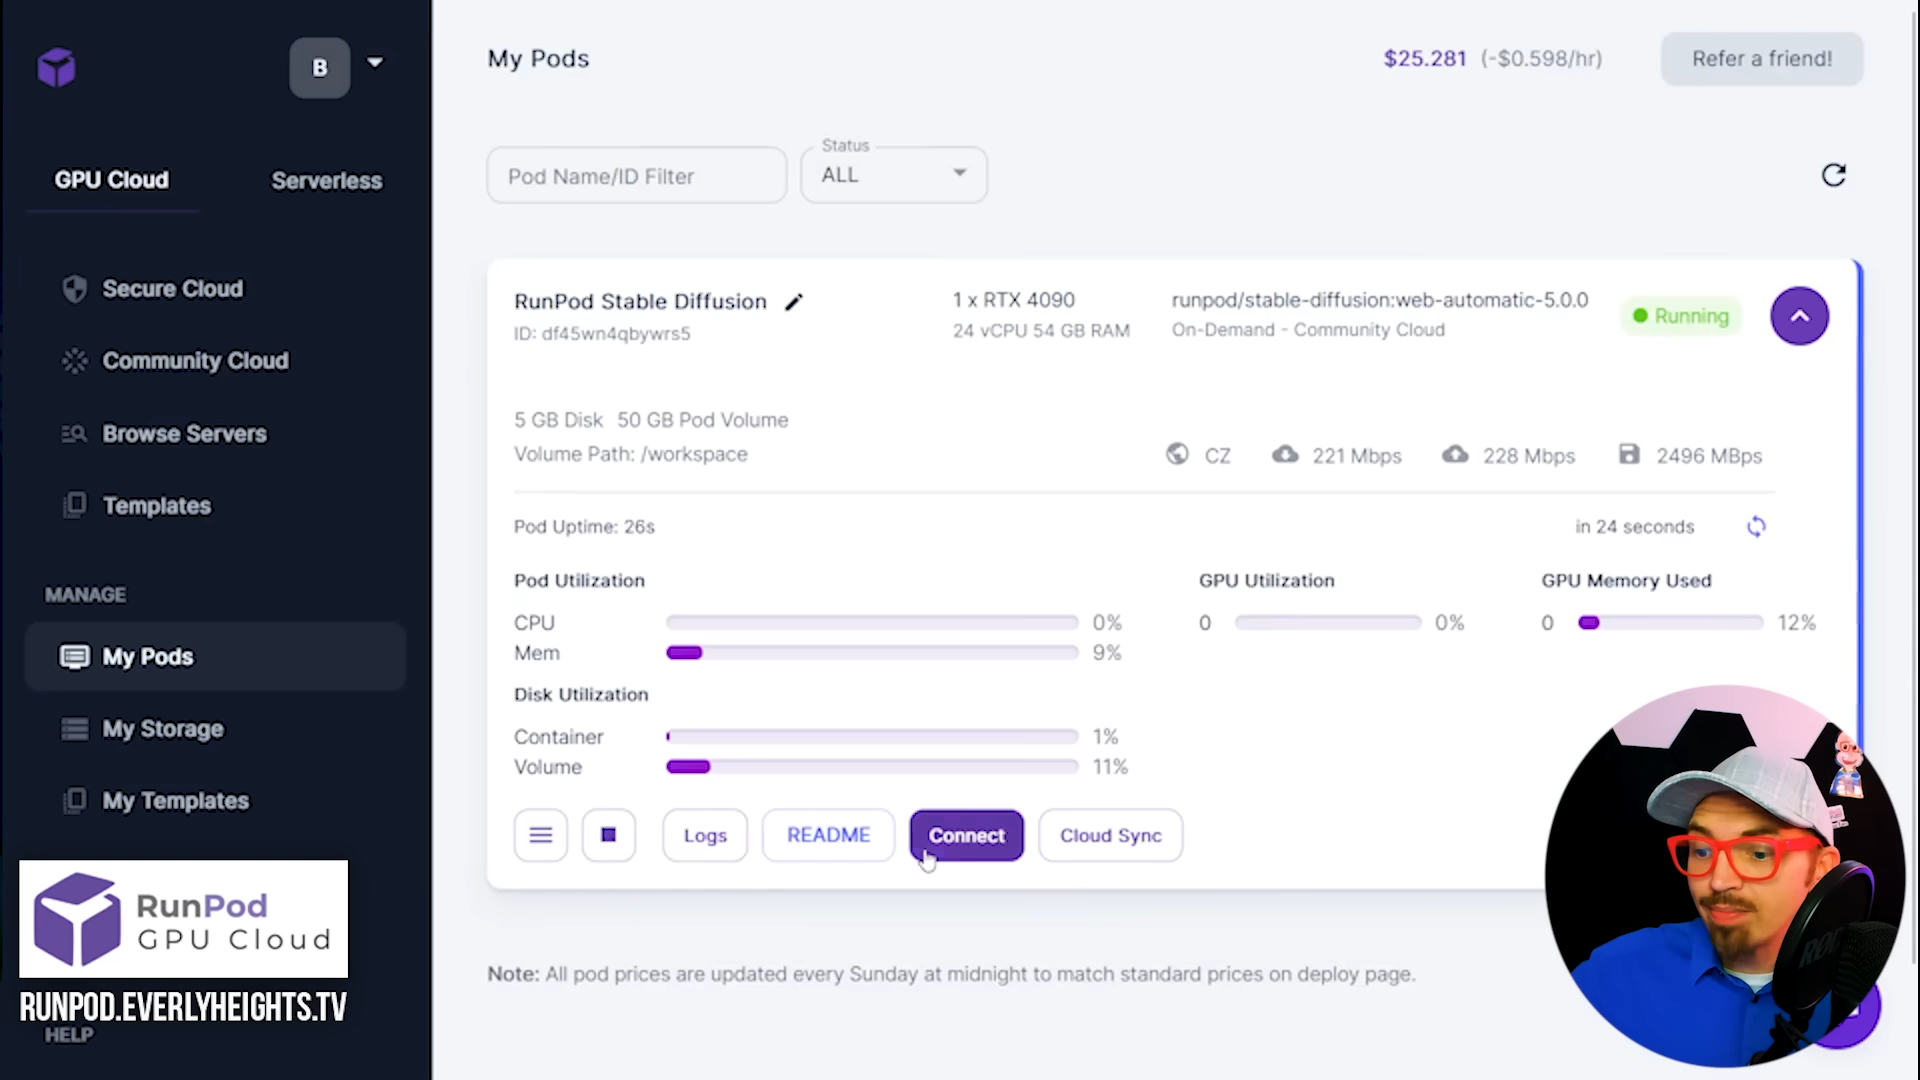 B
My Pods
$25.281 (-$0.598/hr)
Refer a friend!
GPU Cloud
Serverless
Secure Cloud
Community Cloud
Browse Servers
Templates
MANAGE
My Pods
My Storage
My Templates
RunPod
GPU Cloud
RUNPOD.EVERLYHEIGHTS.TV
HELP
Pod Name/ID Filter
Status
ALL
RunPod Stable Diffusion
ID: df45wn4qbywrs5
1 x RTX 4090
24 vCPU 54 GB RAM
runpod/stable-diffusion:web-automatic-5.0.0
On-Demand - Community Cloud
Running
5 GB Disk 50 GB Pod Volume
Volume Path: /workspace
CZ 221 Mbps 228 Mbps 2496 MBps
Pod Uptime: 26s
in 24 seconds
Pod Utilization
CPU 0%
Mem 9%
GPU Utilization
0 0%
GPU Memory Used
0 12%
Disk Utilization
Container 1%
Volume 11%
Logs
README
Connect
Cloud Sync
Note: All pod prices are updated every Sunday at midnight to match standard prices on deploy page.